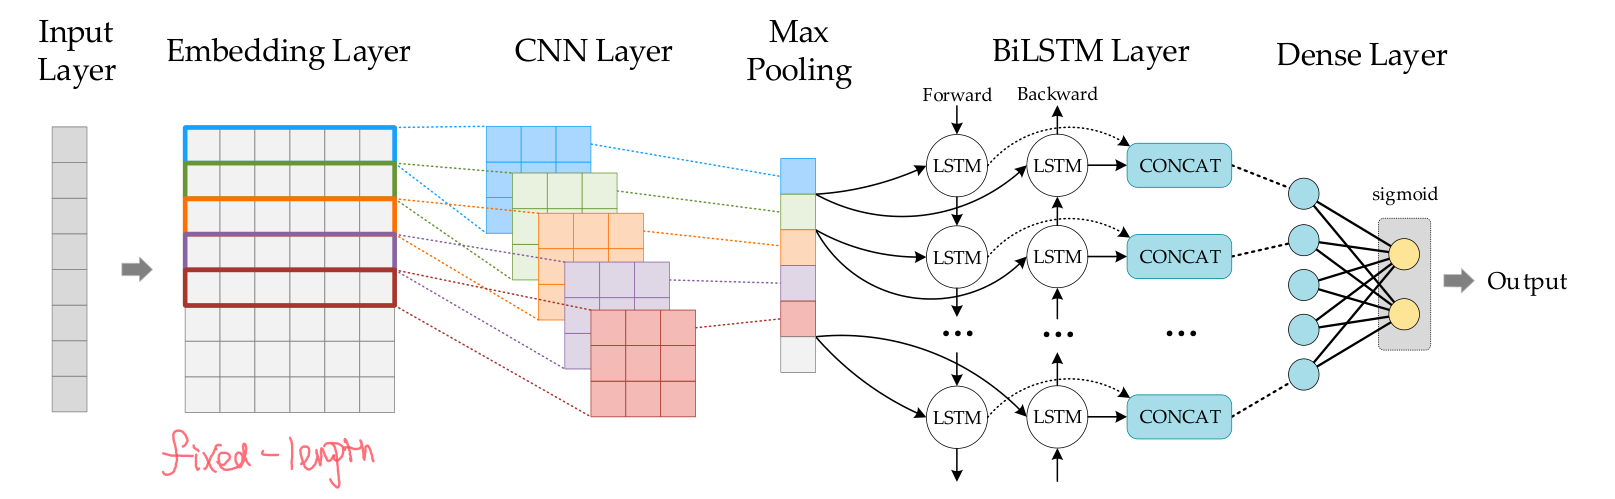 Input
Layer
Embedding Layer
CNN Layer
Max
Pooling
BiLSTM Layer
Dense Layer
Forward
Backward
LSTM
LSTM
CONCAT
sigmoid
LSTM
LSTM
CONCAT
Output
...
...
...
LSTM
LSTM
CONCAT
fixed-length